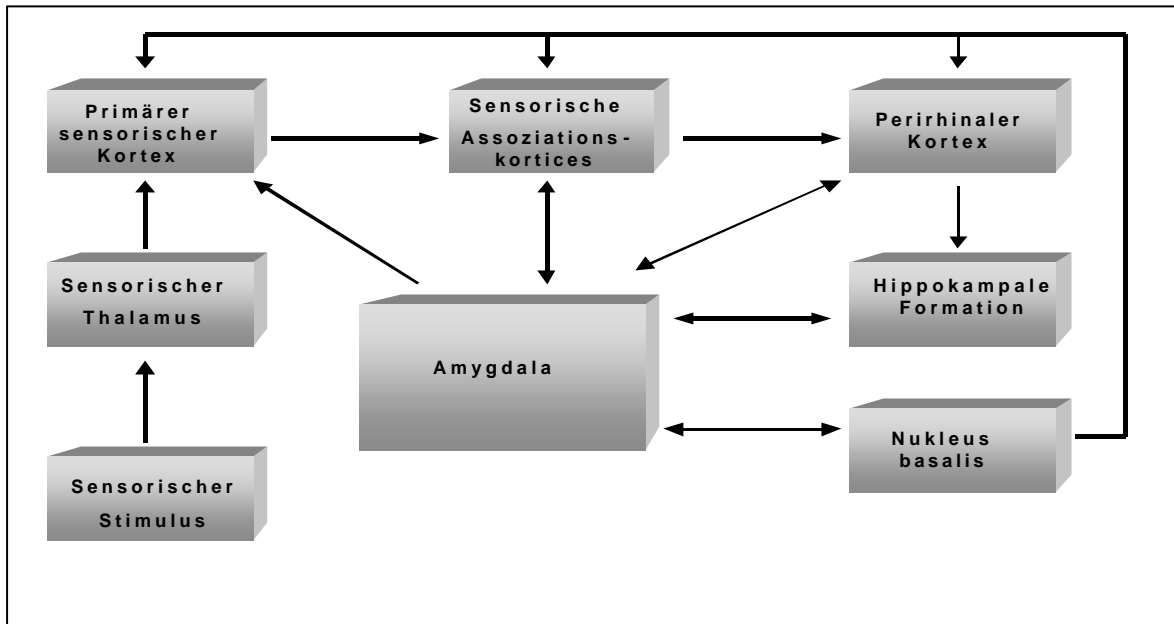 Primärer
sensorischer
Kortex
Sensorische
Assoziations-
kortices
Perirhinaler
Kortex
Sensorischer
Thalamus
Hippokampale
Formation
Amygdala
Nukleus
basalis
Sensorischer
Stimulus